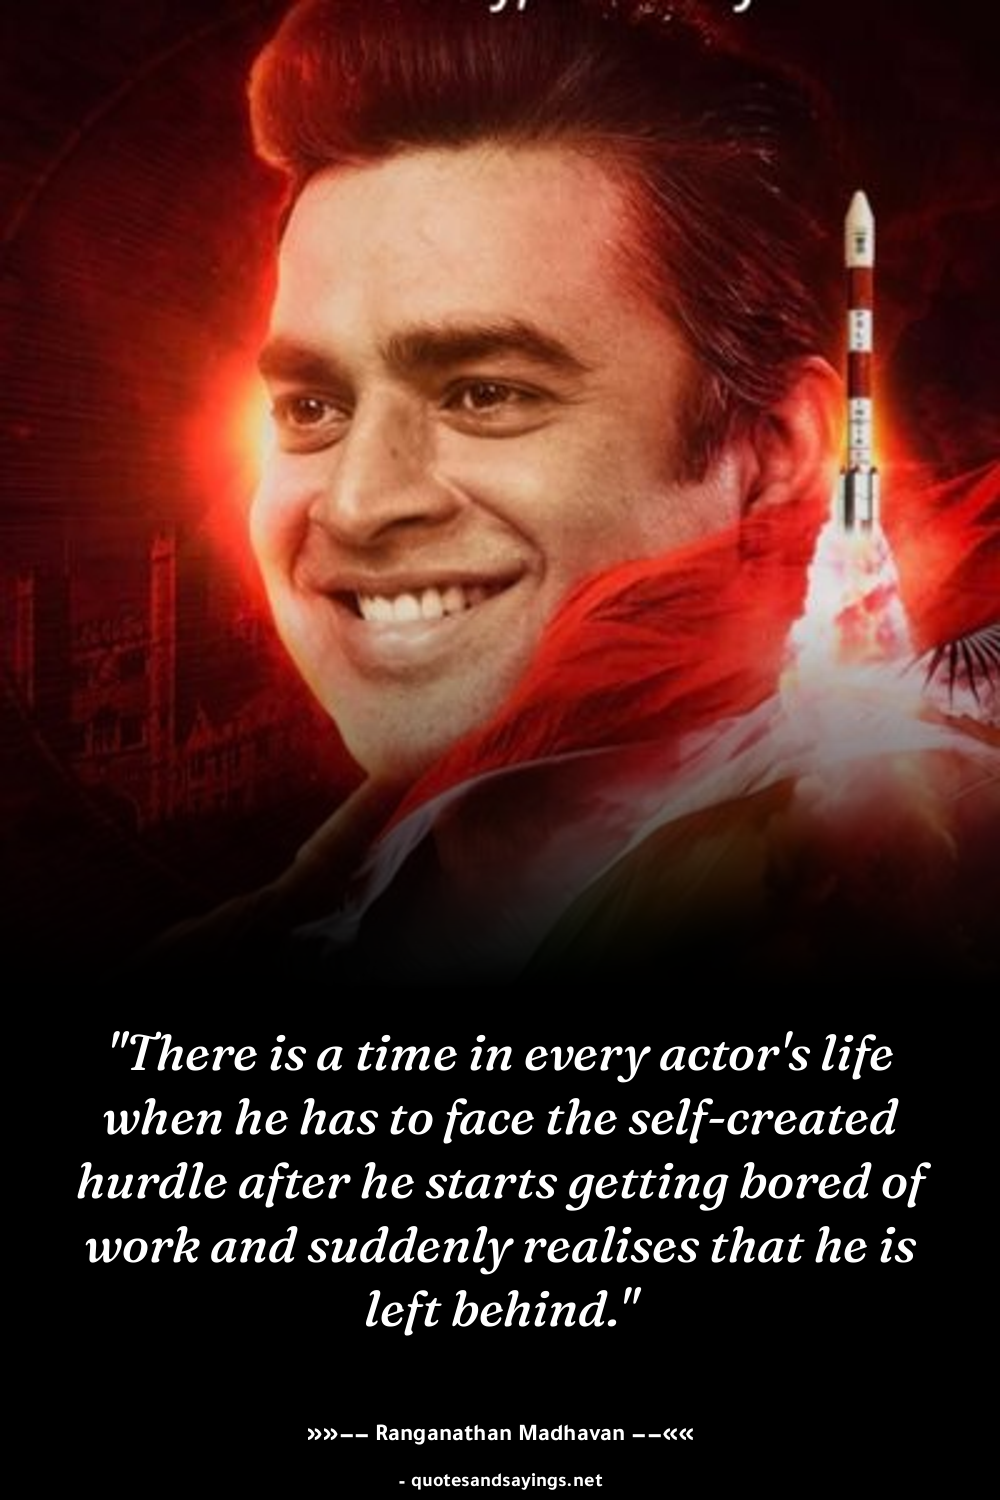 "There is a time in every actor's life
when he has to face the self-created
hurdle after he starts getting bored of
work and suddenly realises that he is
left behind."
»»–– Ranganathan Madhavan ––««
- quotesandsayings.net